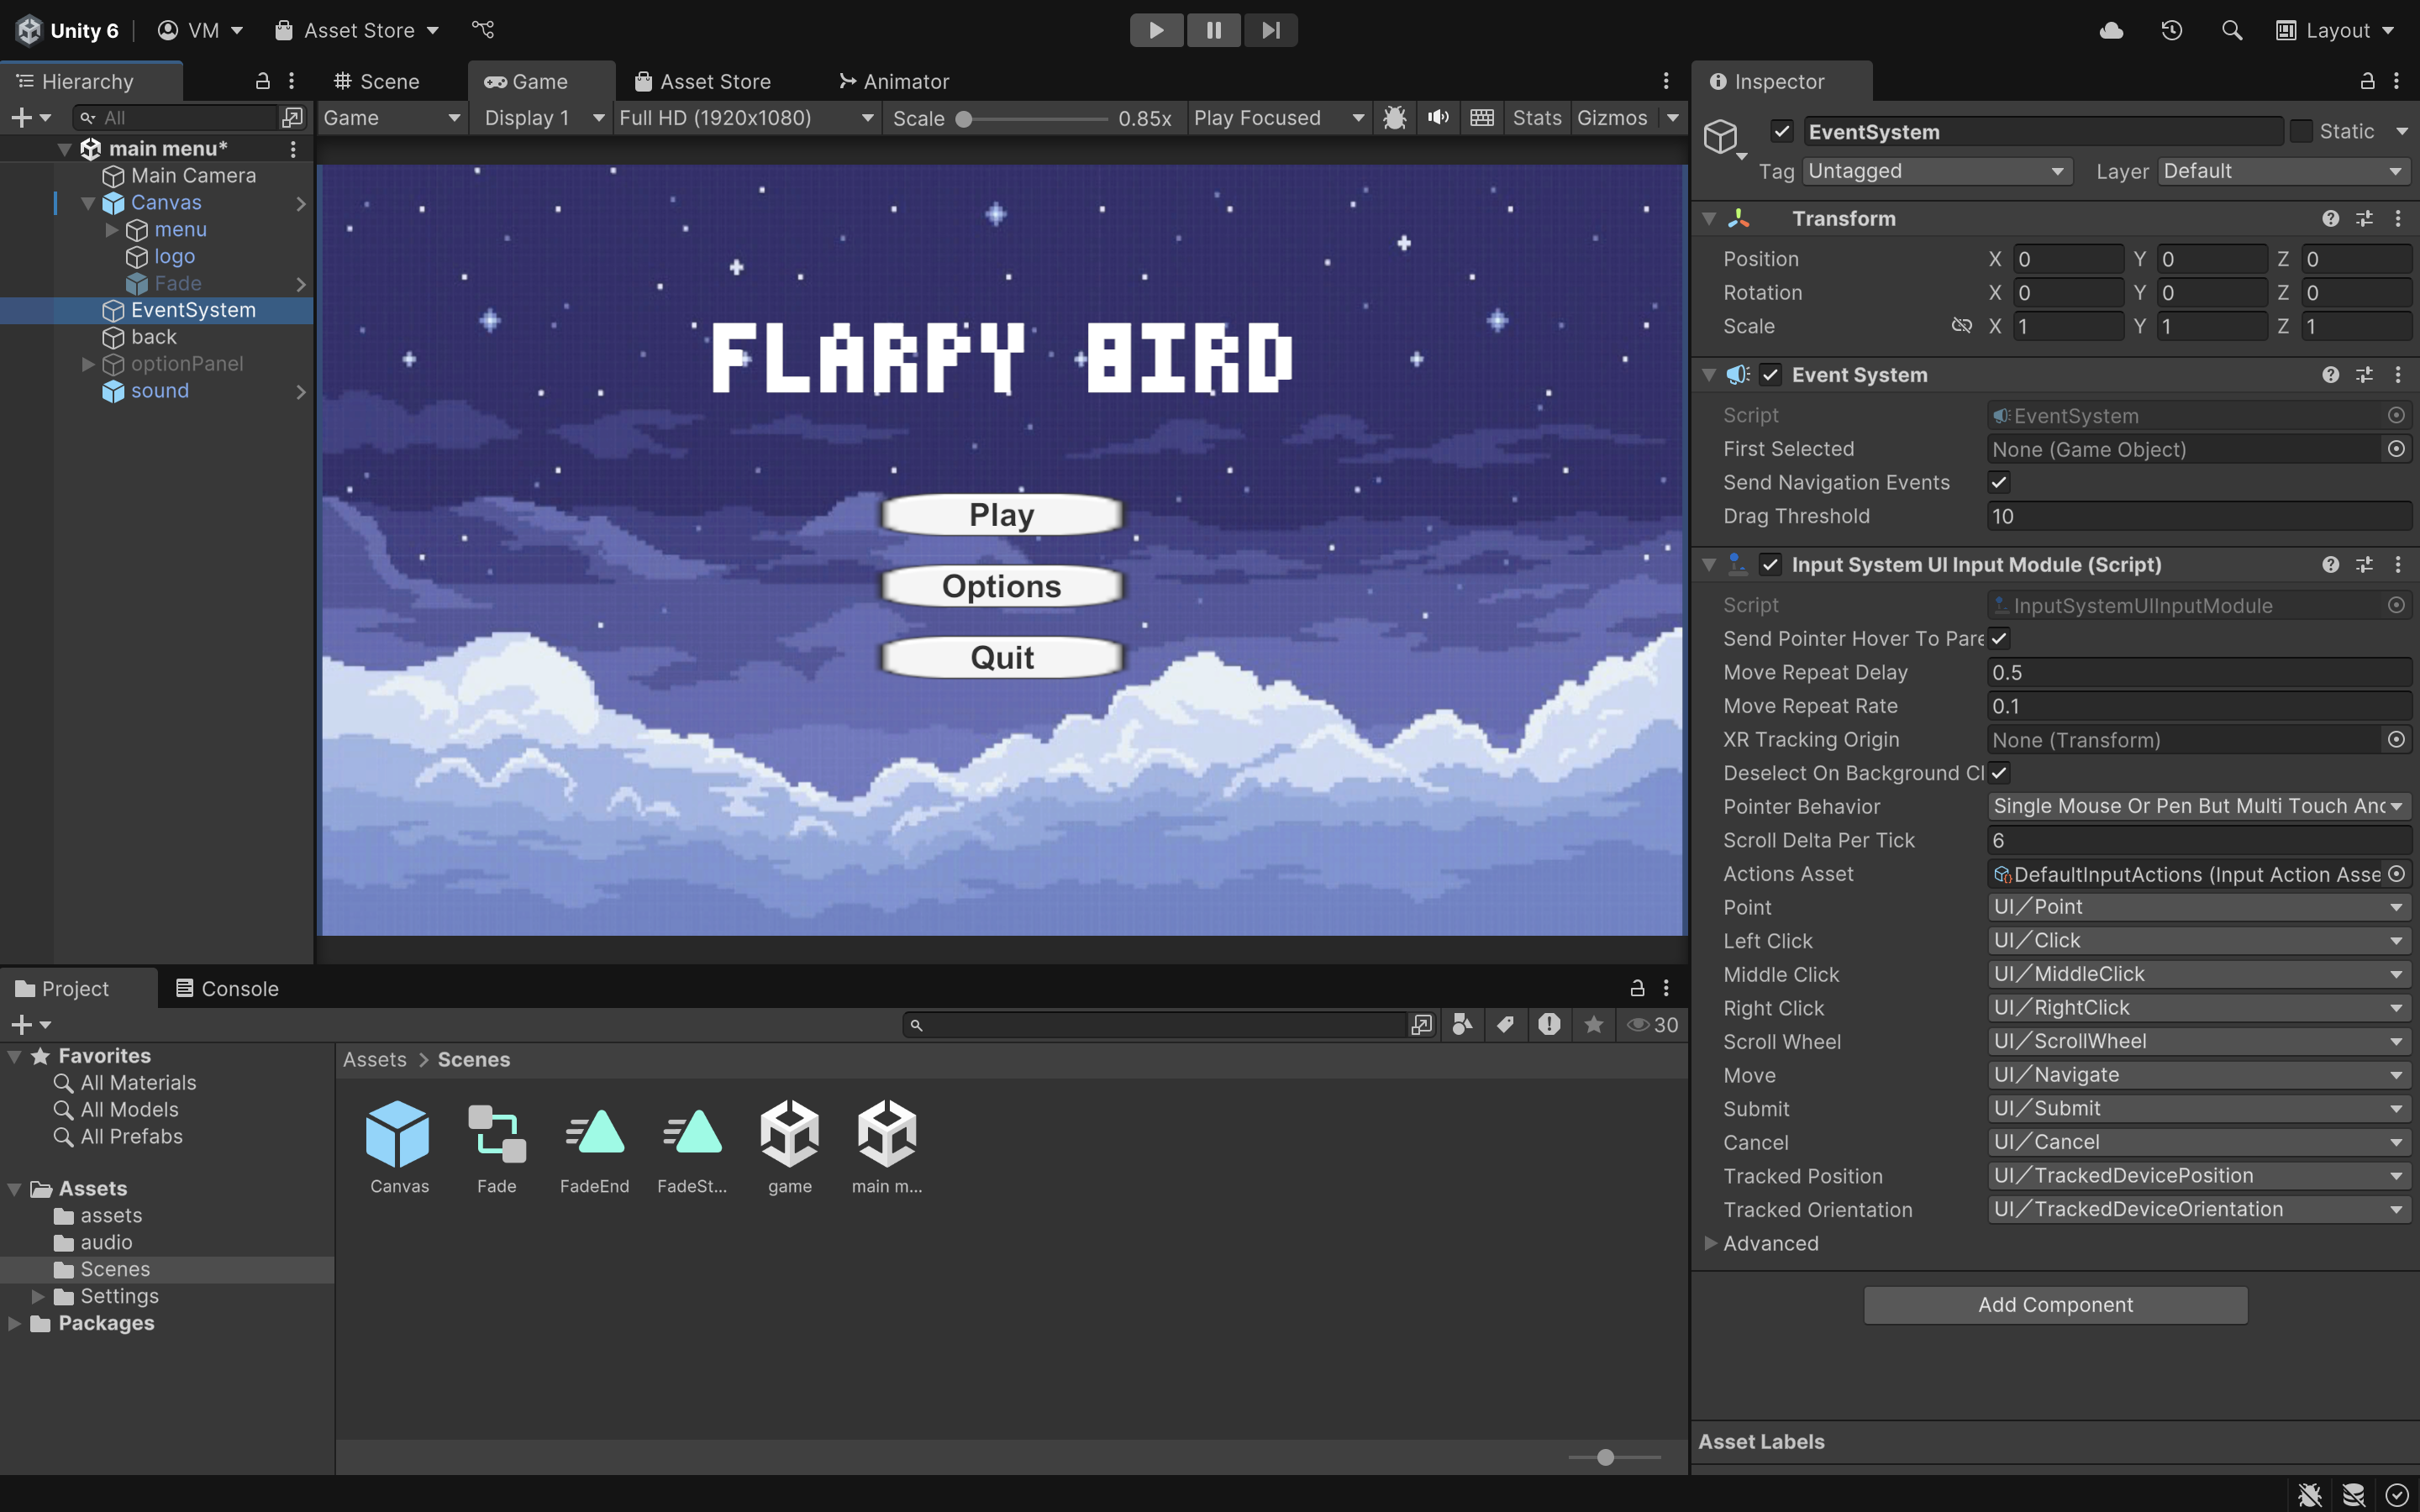 Unity 6 VM Asset Store Layout
Hierarchy
All
main menu*
Main Camera
Canvas
menu
logo
Fade
EventSystem
back
optionPanel
sound
Scene Game Asset Store Animator
Game Display 1 Full HD (1920x1080) Scale 0.85x Play Focused Stats Gizmos
FLARPY BIRD
Play
Options
Quit
Project Console
30
Favorites
All Materials
All Models
All Prefabs
Assets
assets
audio
Scenes
Settings
Packages
Assets > Scenes
Canvas Fade FadeEnd FadeSt... game main m...
Inspector
EventSystem Static
Tag Untagged Layer Default
Transform
Position X 0 Y 0 Z 0
Rotation X 0 Y 0 Z 0
Scale X 1 Y 1 Z 1
Event System
Script EventSystem
First Selected None (Game Object)
Send Navigation Events
Drag Threshold 10
Input System UI Input Module (Script)
Script InputSystemUIInputModule
Send Pointer Hover To Pare
Move Repeat Delay 0.5
Move Repeat Rate 0.1
XR Tracking Origin None (Transform)
Deselect On Background Cl
Pointer Behavior Single Mouse Or Pen But Multi Touch And
Scroll Delta Per Tick 6
Actions Asset DefaultInputActions (Input Action Asse
Point UI/Point
Left Click UI/Click
Middle Click UI/MiddleClick
Right Click UI/RightClick
Scroll Wheel UI/ScrollWheel
Move UI/Navigate
Submit UI/Submit
Cancel UI/Cancel
Tracked Position UI/TrackedDevicePosition
Tracked Orientation UI/TrackedDeviceOrientation
Advanced
Add Component
Asset Labels